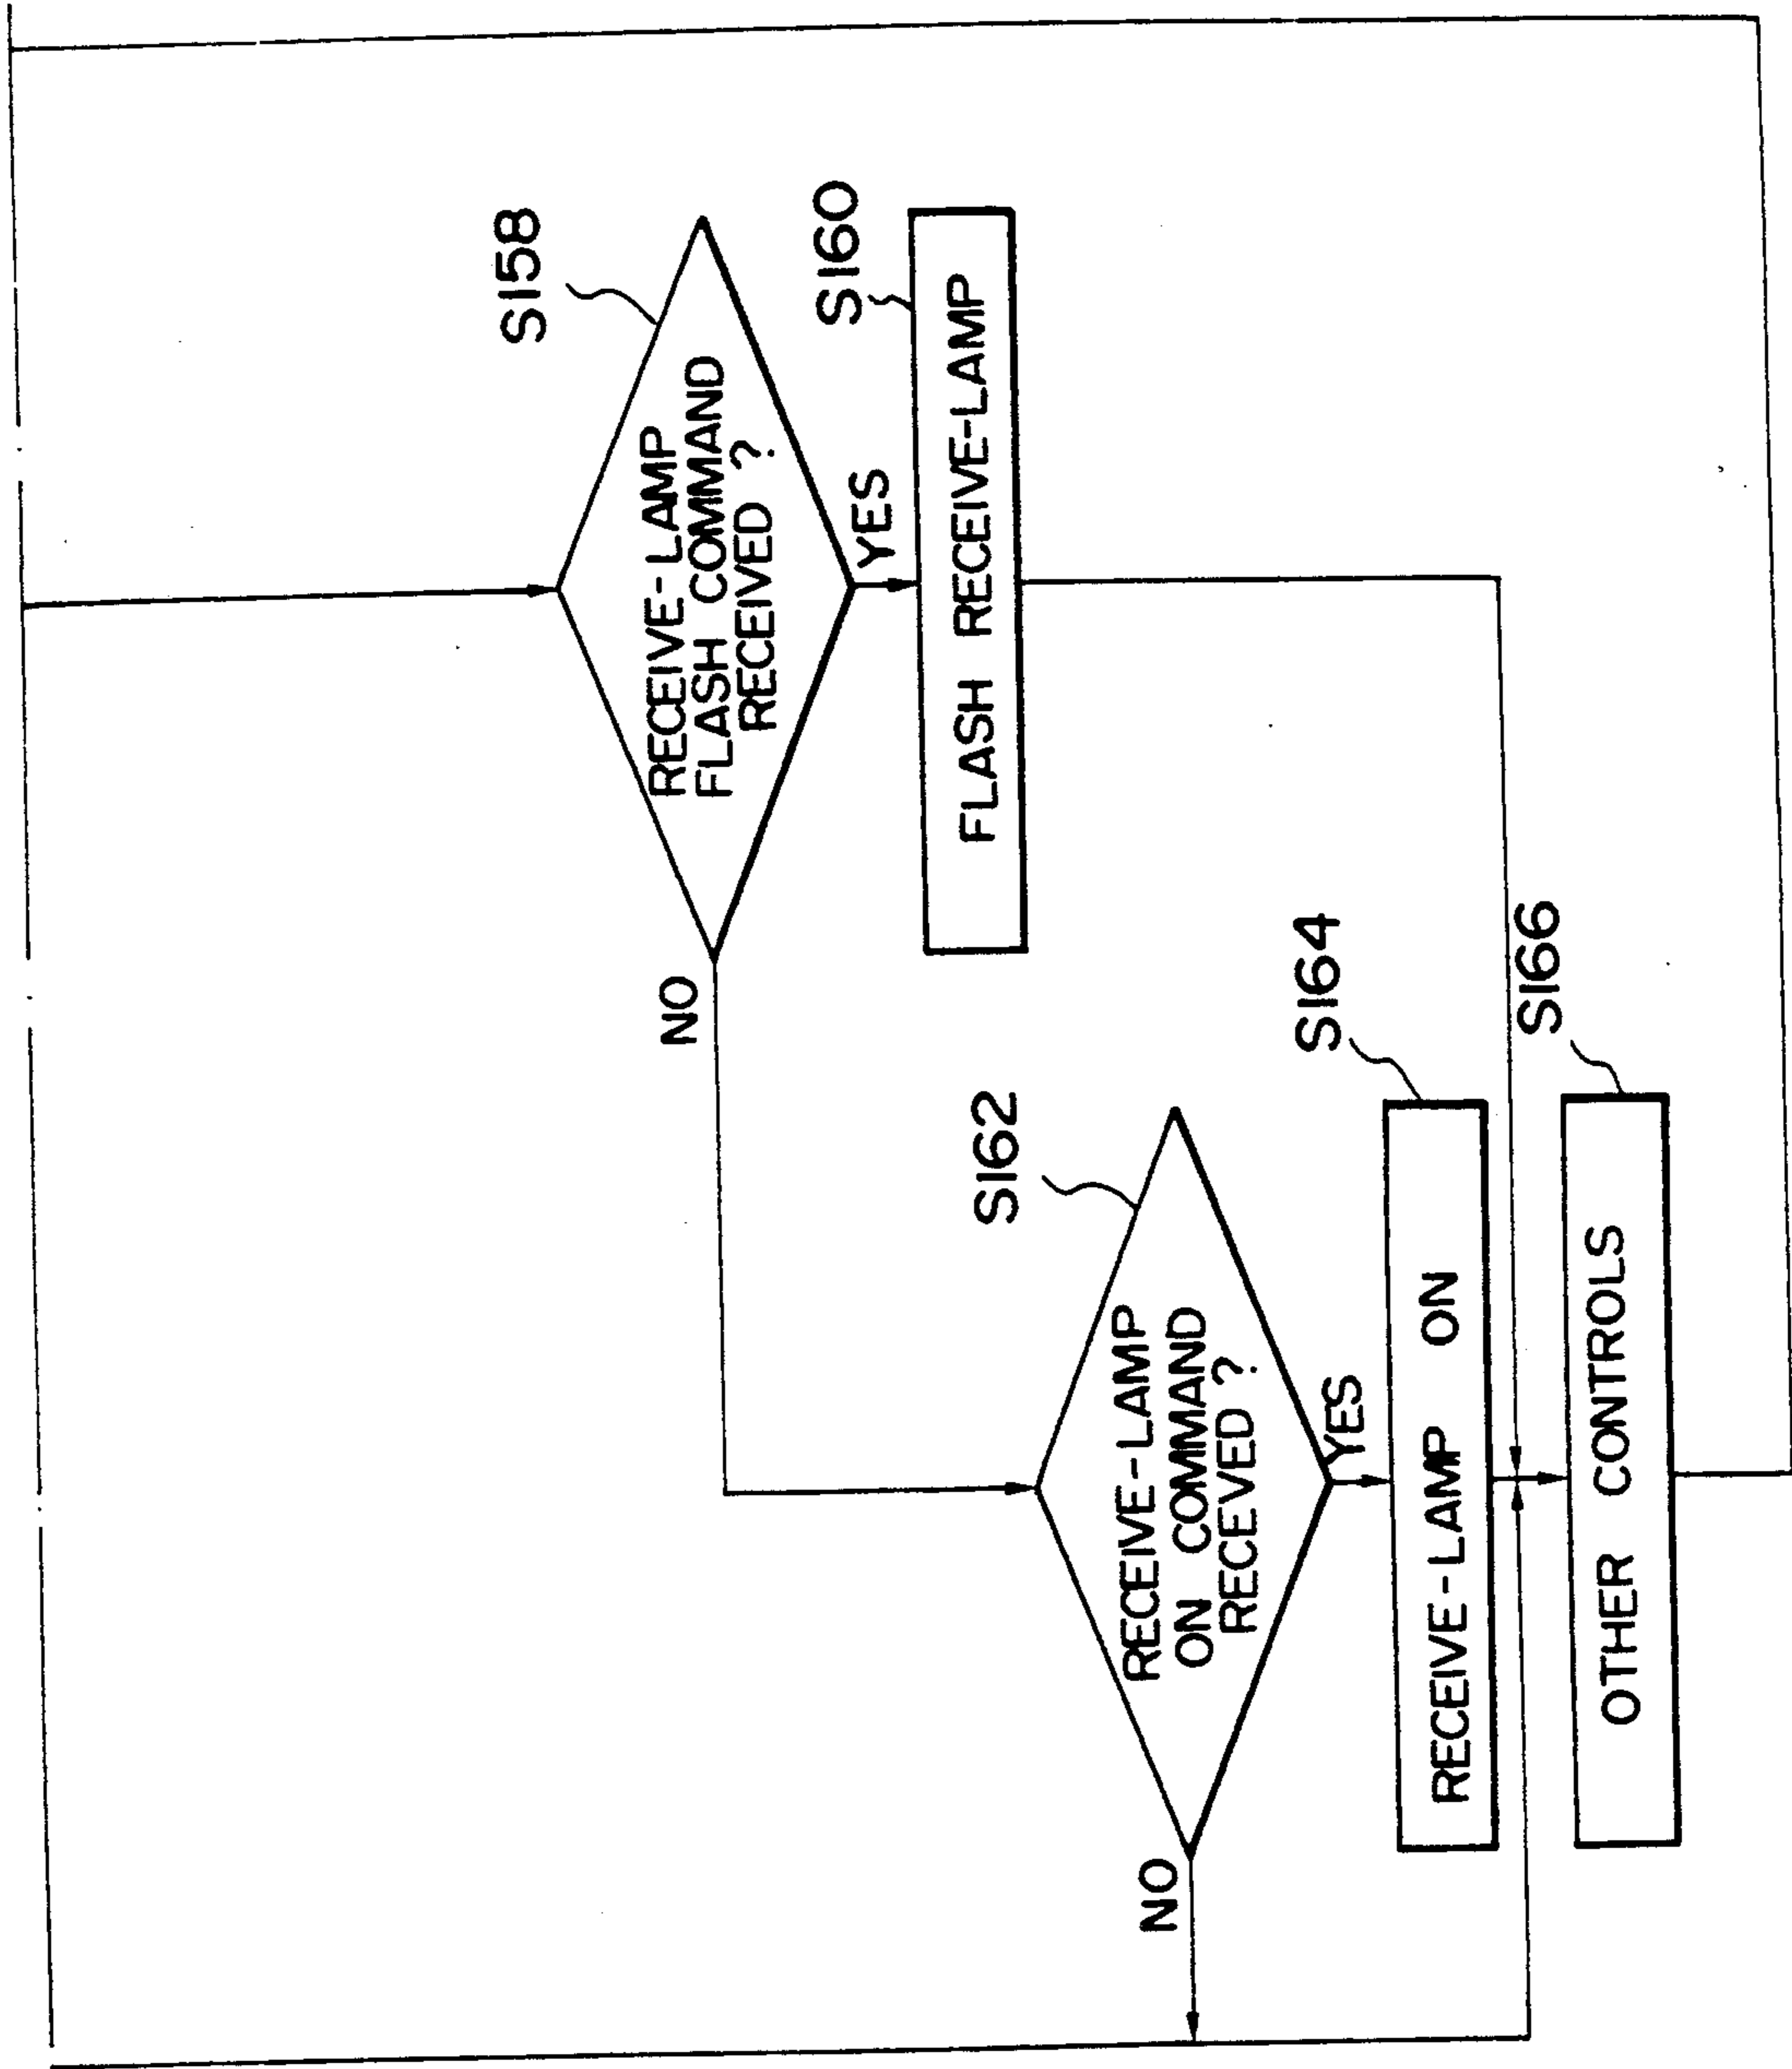 S158
RECEIVE-LAMP
FLASH COMMAND
RECEIVED ?
NO
YES
S160
FLASH RECEIVE-LAMP
S162
RECEIVE-LAMP
ON COMMAND
RECEVED ?
NO
YES
S164
RECEIVE-LAMP ON
S166
OTHER CONTROLS